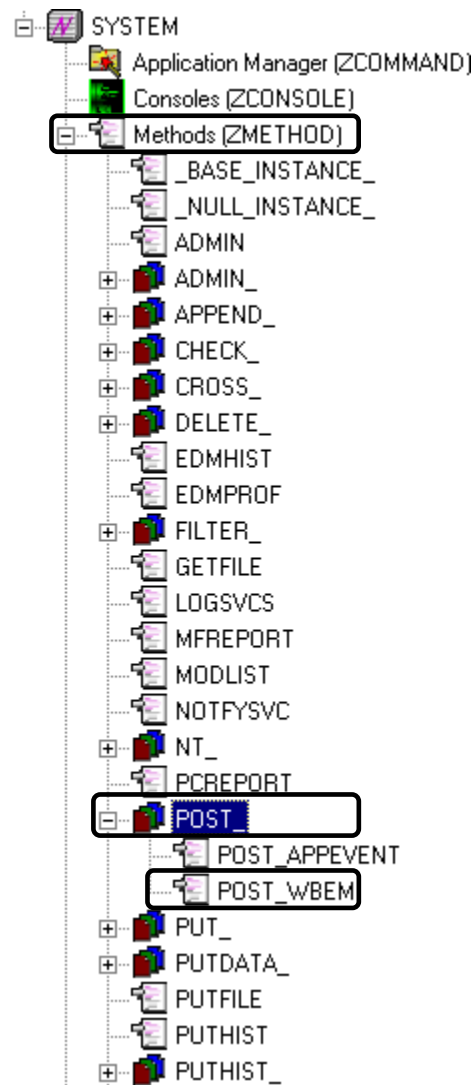 SYSTEM
Application Manager (ZCOMMAND)
Consoles (ZCONSOLE)
Methods (ZMETHOD)
_BASE_INSTANCE_
_NULL_INSTANCE_
ADMIN
ADMIN_
APPEND_
CHECK_
CROSS_
DELETE_
EDMHIST
EDMPROF
FILTER_
GETFILE
LOGSVCS
MFREPORT
MODLIST
NOTFYSVC
NT_
PCREPORT
POST_
POST_APPEVENT
POST_WBEM
PUT_
PUTDATA_
PUTFILE
PUTHIST
PUTHIST_